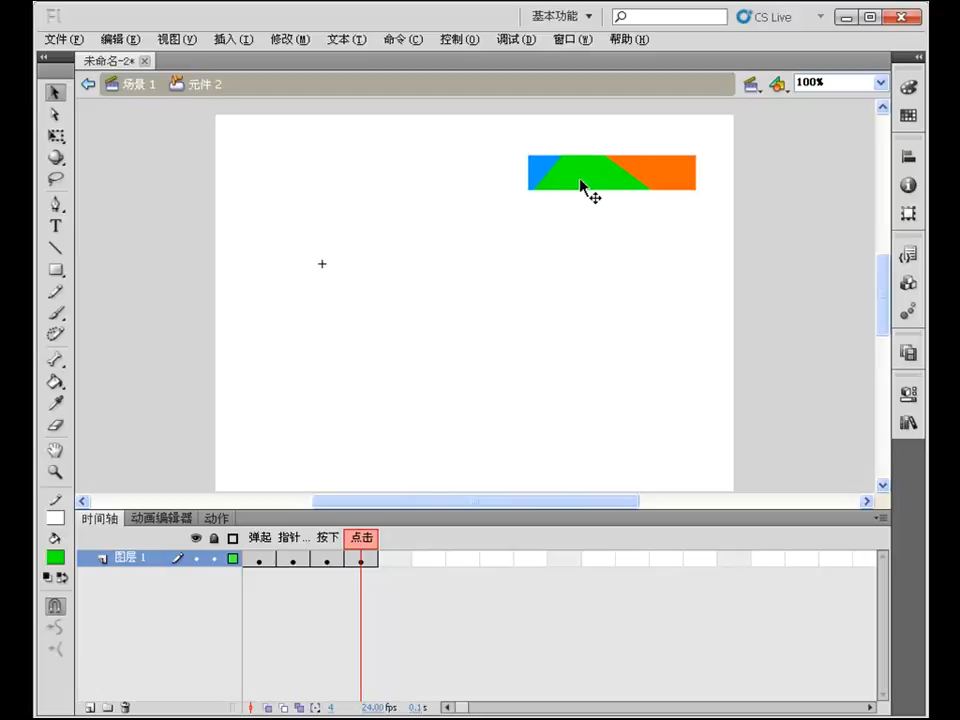 Fl
基本功能
CS Live
文件(F) 编辑(E) 视图(V) 插入(I) 修改(M) 文本(T) 命令(C) 控制(O) 调试(D) 窗口(W) 帮助(H)
未命名-2*
场景 1 元件 2
100%
时间轴 动画编辑器 动作
弹起 指针... 按下 点击
图层 1
4 24.00fps 0.1s